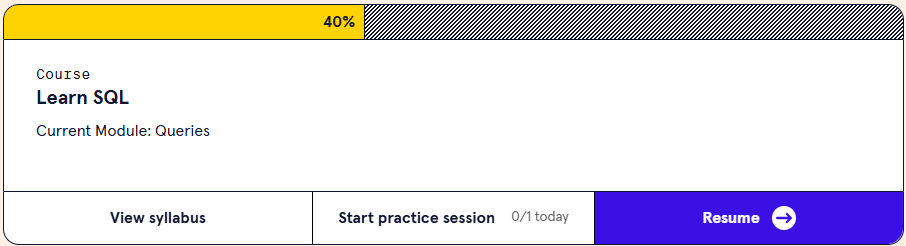 40%
Course
Learn SQL
Current Module: Queries
View syllabus
Start practice session 0/1 today
Resume